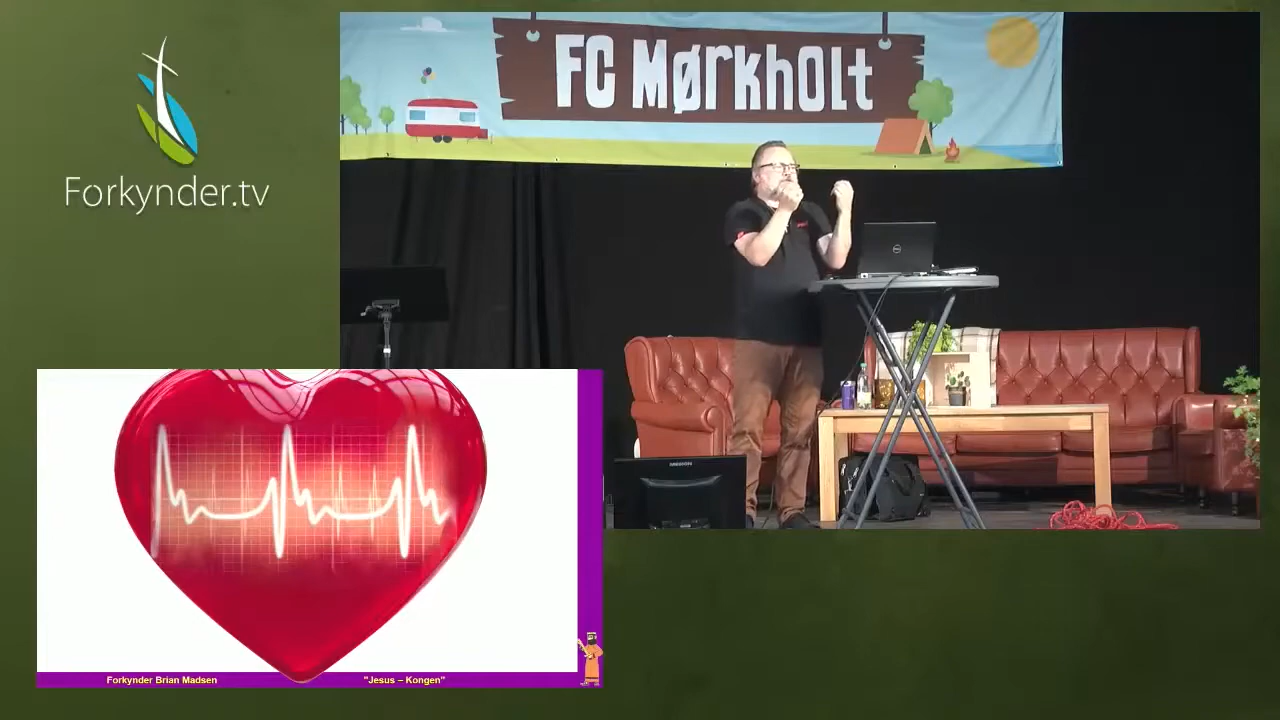 FC Mørkholt
Forkynder.tv
Forkynder Brian Madsen
"Jesus – Kongen"